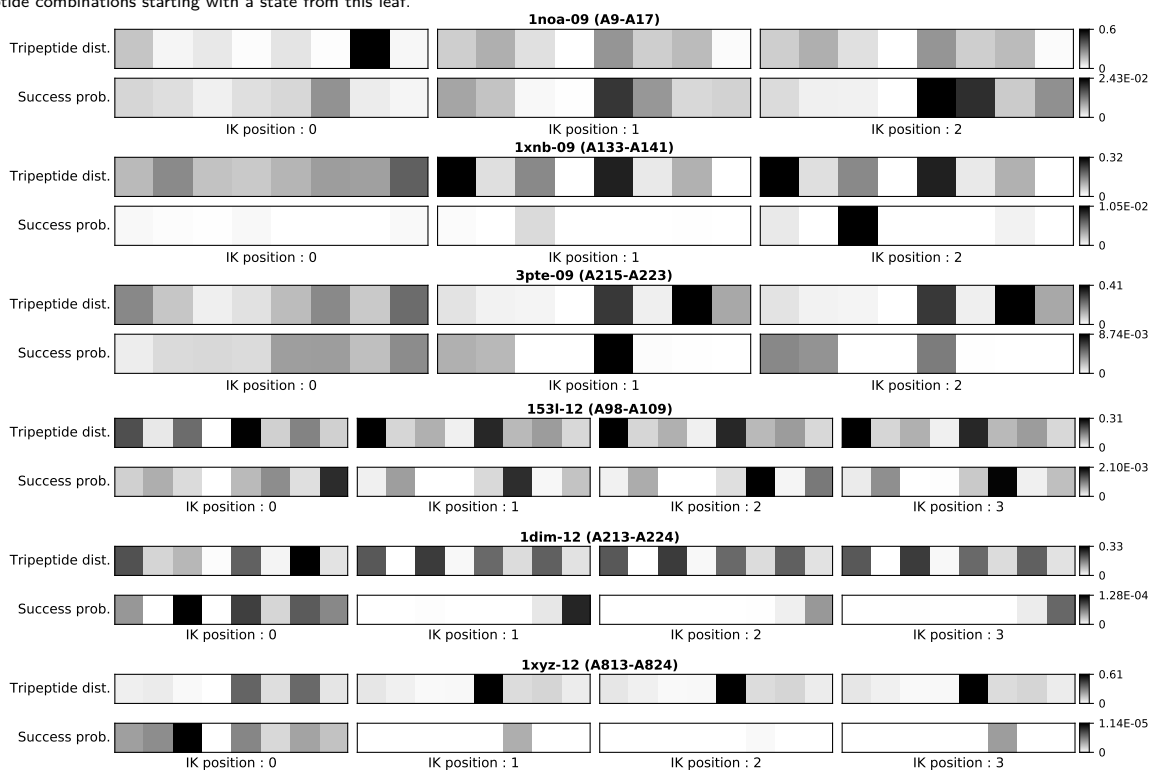 tide combinations starting with a state from this leaf.
1noa-09 (A9-A17)
Tripeptide dist.
0.6
0
Success prob.
2.43E-02
0
IK position : 0
IK position : 1
IK position : 2
1xnb-09 (A133-A141)
Tripeptide dist.
0.32
0
Success prob.
1.05E-02
0
IK position : 0
IK position : 1
IK position : 2
3pte-09 (A215-A223)
Tripeptide dist.
0.41
0
Success prob.
8.74E-03
0
IK position : 0
IK position : 1
IK position : 2
153l-12 (A98-A109)
Tripeptide dist.
0.31
0
Success prob.
2.10E-03
0
IK position : 0
IK position : 1
IK position : 2
IK position : 3
1dim-12 (A213-A224)
Tripeptide dist.
0.33
0
Success prob.
1.28E-04
0
IK position : 0
IK position : 1
IK position : 2
IK position : 3
1xyz-12 (A813-A824)
Tripeptide dist.
0.61
0
Success prob.
1.14E-05
0
IK position : 0
IK position : 1
IK position : 2
IK position : 3